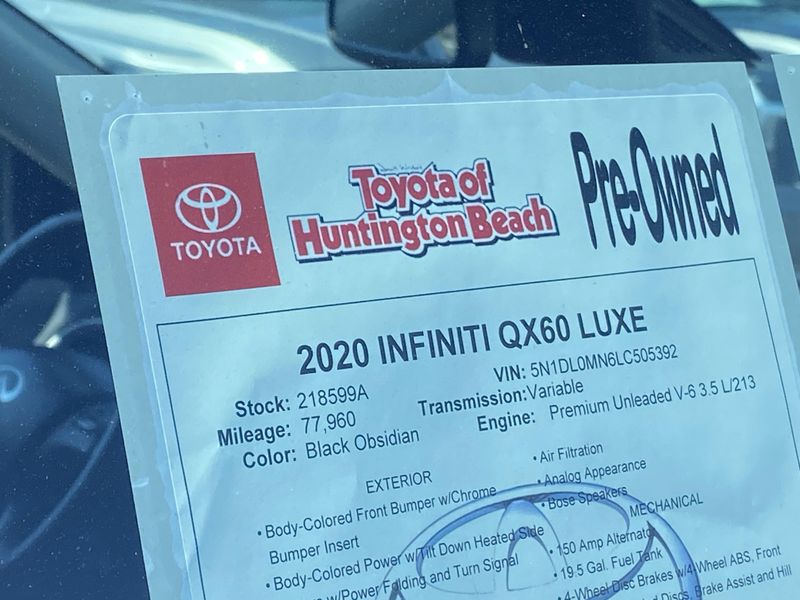 TOYOTA
Toyota of
Huntington Beach
Pre-Owned
2020 INFINITI QX60 LUXE
Stock: 218599A
Mileage: 77,960
Color: Black Obsidian
VIN: 5N1DL0MN6LC505392
Transmission:Variable
Engine: Premium Unleaded V-6 3.5 L/213
EXTERIOR
• Body-Colored Front Bumper w/Chrome
Bumper Insert
• Body-Colored Power w/Tilt Down Heated Side
w/Power Folding and Turn Signal
• Air Filtration
• Analog Appearance
• Bose Speakers
MECHANICAL
• 150 Amp Alternator
• 19.5 Gal. Fuel Tank
• 4-Wheel Disc Brakes w/4-Wheel ABS, Front
Discs, Brake Assist and Hill